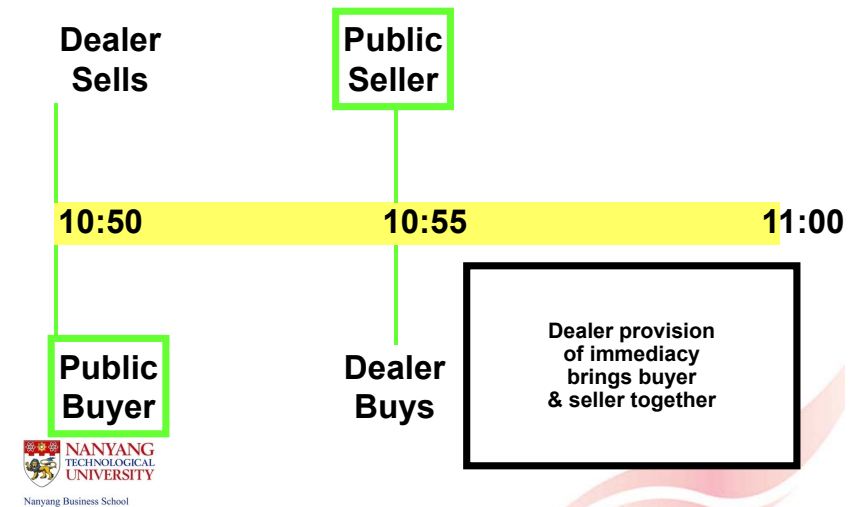 Dealer
Sells
Public
Seller
10:50
10:55
11:00
Public
Buyer
Dealer
Buys
Dealer provision
of immediacy
brings buyer
& seller together
NANYANG
TECHNOLOGICAL
UNIVERSITY
Nanyang Business School